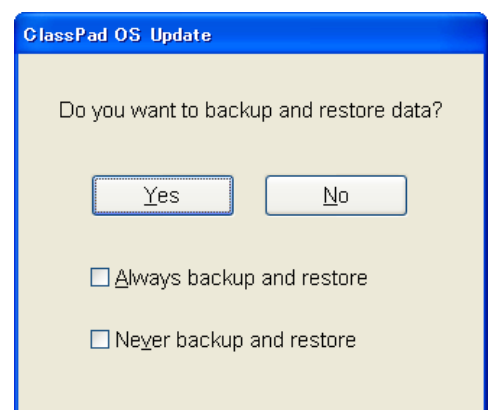 ClassPad OS Update
Do you want to backup and restore data?
Yes No
Always backup and restore
Never backup and restore